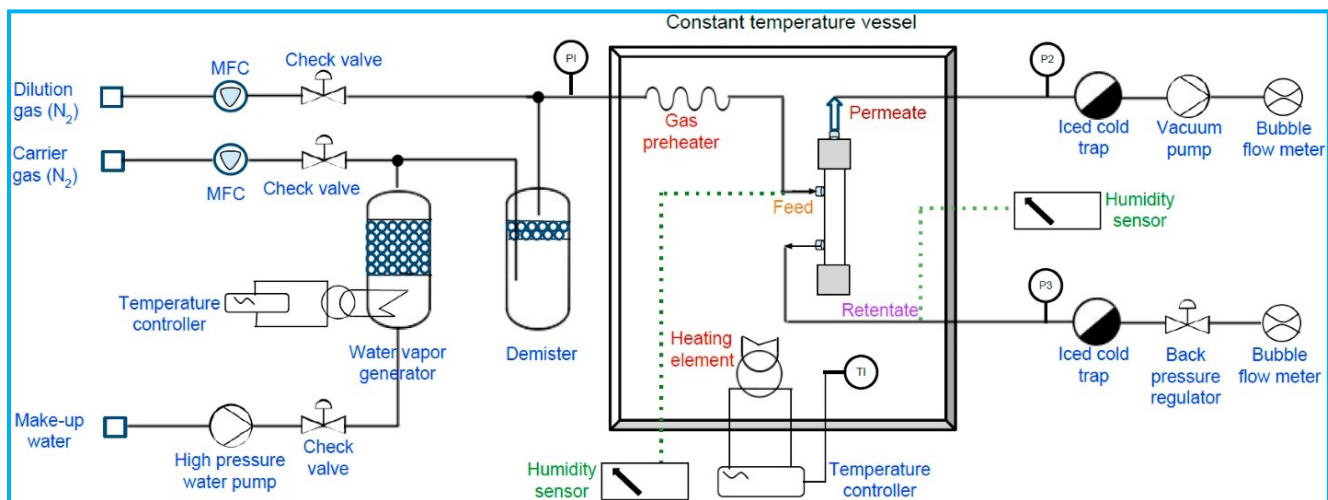 Constant temperature vessel
Dilution
gas (N₂)
MFC
Check valve
PI
Gas
preheater
Permeate
P2
Iced cold
trap
Vacuum
pump
Bubble
flow meter
Carrier
gas (N₂)
MFC
Check valve
Feed
Humidity
sensor
Temperature
controller
Water vapor
generator
Demister
Retentate
P3
Iced cold
trap
Back
pressure
regulator
Bubble
flow meter
Heating
element
TI
Make-up
water
High pressure
water pump
Check
valve
Humidity
sensor
Temperature
controller